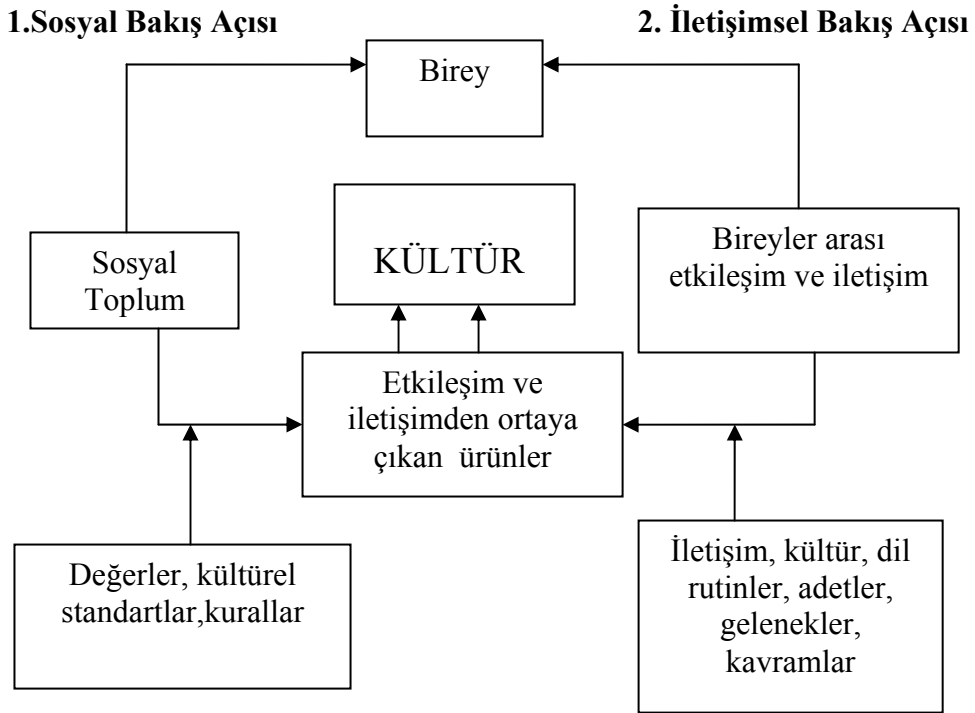 1.Sosyal Bakış Açısı
2. İletişimsel Bakış Açısı
Birey
KÜLTÜR
Sosyal
Toplum
Bireyler arası
etkileşim ve iletişim
Etkileşim ve
iletişimden ortaya
çıkan ürünler
Değerler, kültürel
standartlar,kurallar
İletişim, kültür, dil
rutinler, adetler,
gelenekler,
kavramlar